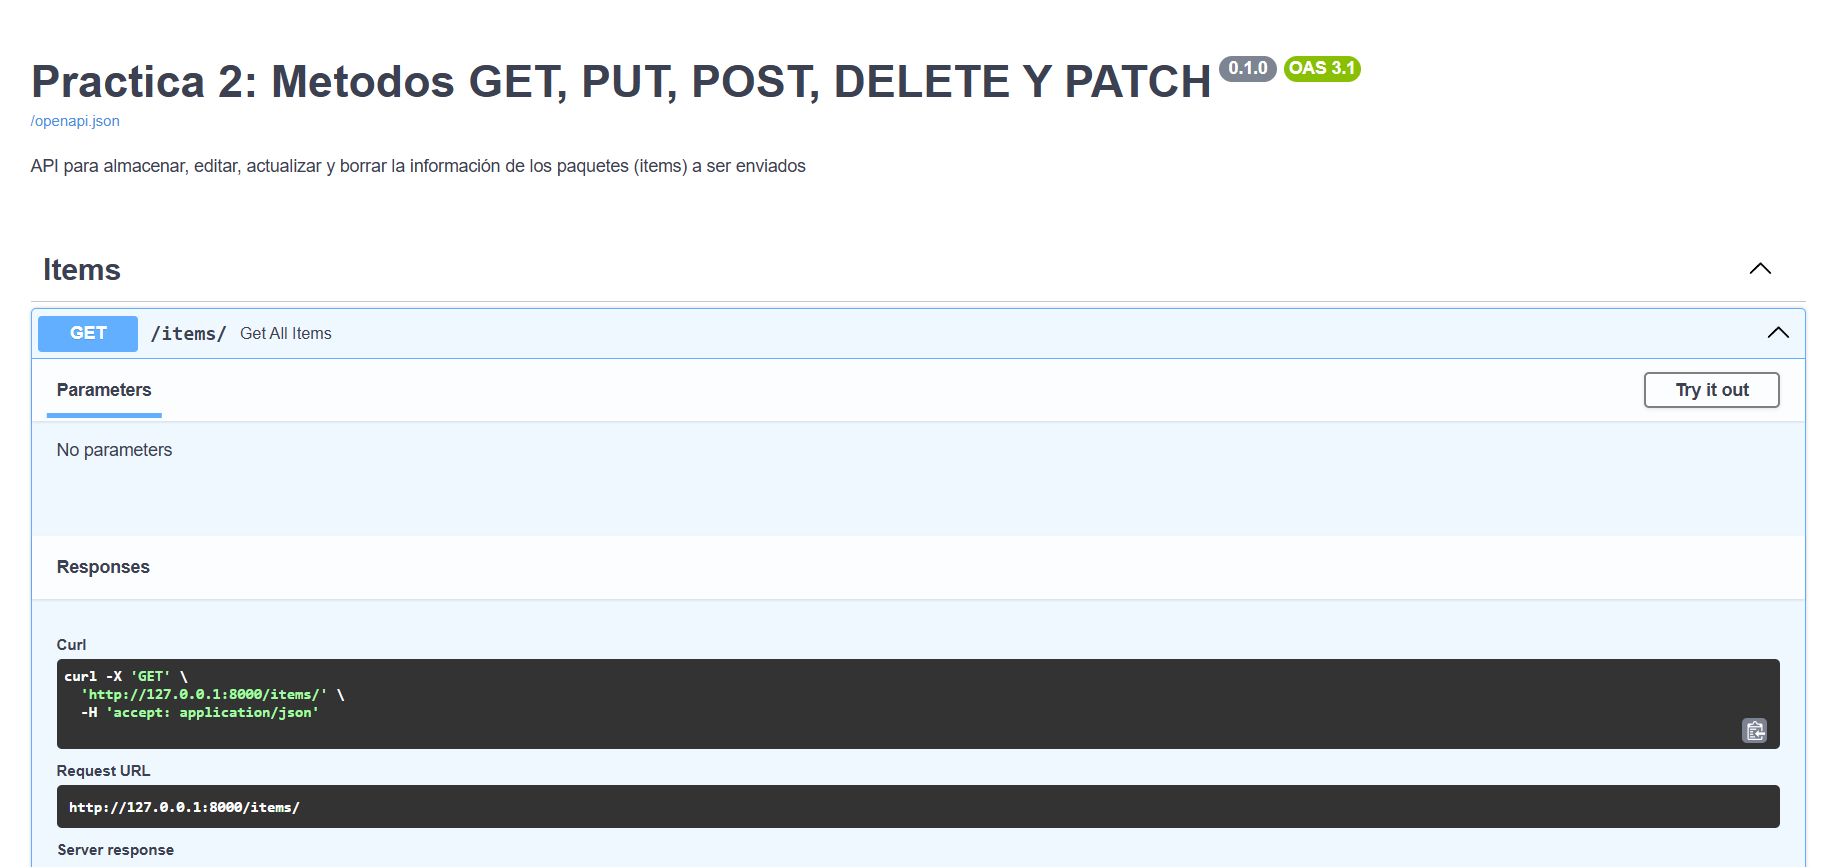 Practica 2: Metodos GET, PUT, POST, DELETE Y PATCH 0.1.0 OAS 3.1
/openapi.json
API para almacenar, editar, actualizar y borrar la información de los paquetes (items) a ser enviados
Items
GET /items/ Get All Items
Parameters Try it out
No parameters
Responses
Curl
curl -X 'GET' \
'http://127.0.0.1:8000/items/' \
-H 'accept: application/json'
Request URL
http://127.0.0.1:8000/items/
Server response